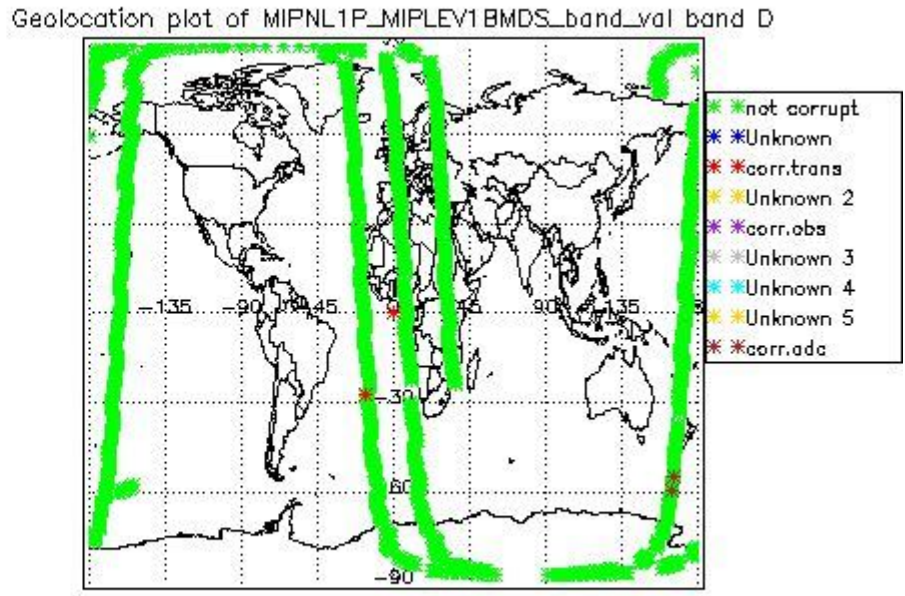 Geolocation plot of MIPNL1P_MIPLEV1BMDS_band_val band D
not corrupt
Unknown
corr.trans
Unknown 2
corr.obs
Unknown 3
Unknown 4
Unknown 5
corr.adc
-135 -90 -45 45 90 135
-30
-60
-90